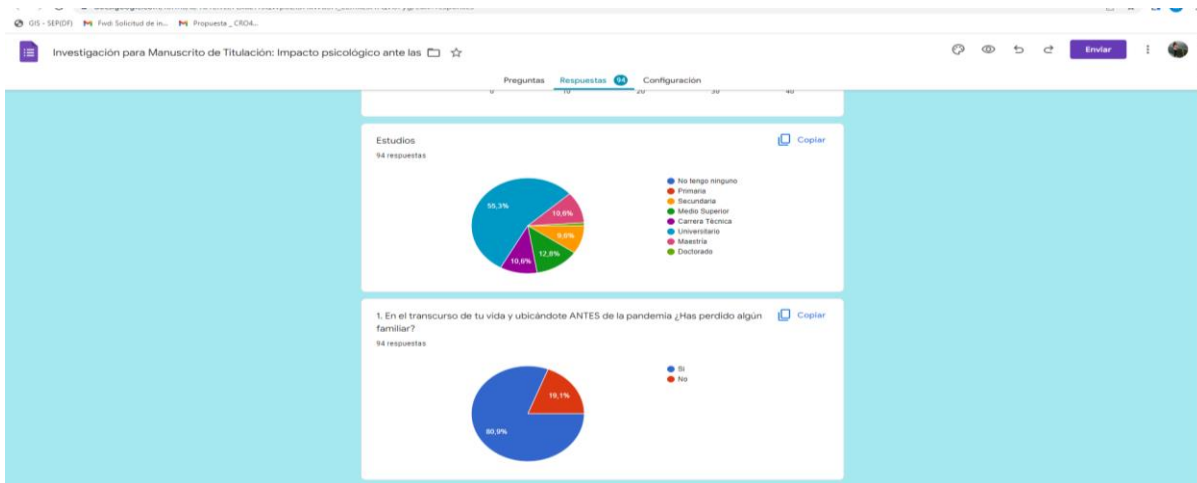 GIS - SEP(DF) Fwd: Solicitud de in... Propuesta _ CRO4...
Investigación para Manuscrito de Titulación: Impacto psicológico ante las
Enviar
Preguntas Respuestas 94 Configuración
0 10 20 30 40
Estudios
Copiar
94 respuestas
No tengo ninguno
Primaria
Secundaria
Medio Superior
Carrera Técnica
Universitario
Maestría
Doctorado
55,3%
10,6%
9,6%
12,8%
10,6%
1. En el transcurso de tu vida y ubicándote ANTES de la pandemia ¿Has perdido algún
familiar?
Copiar
94 respuestas
Si
No
19,1%
80,9%